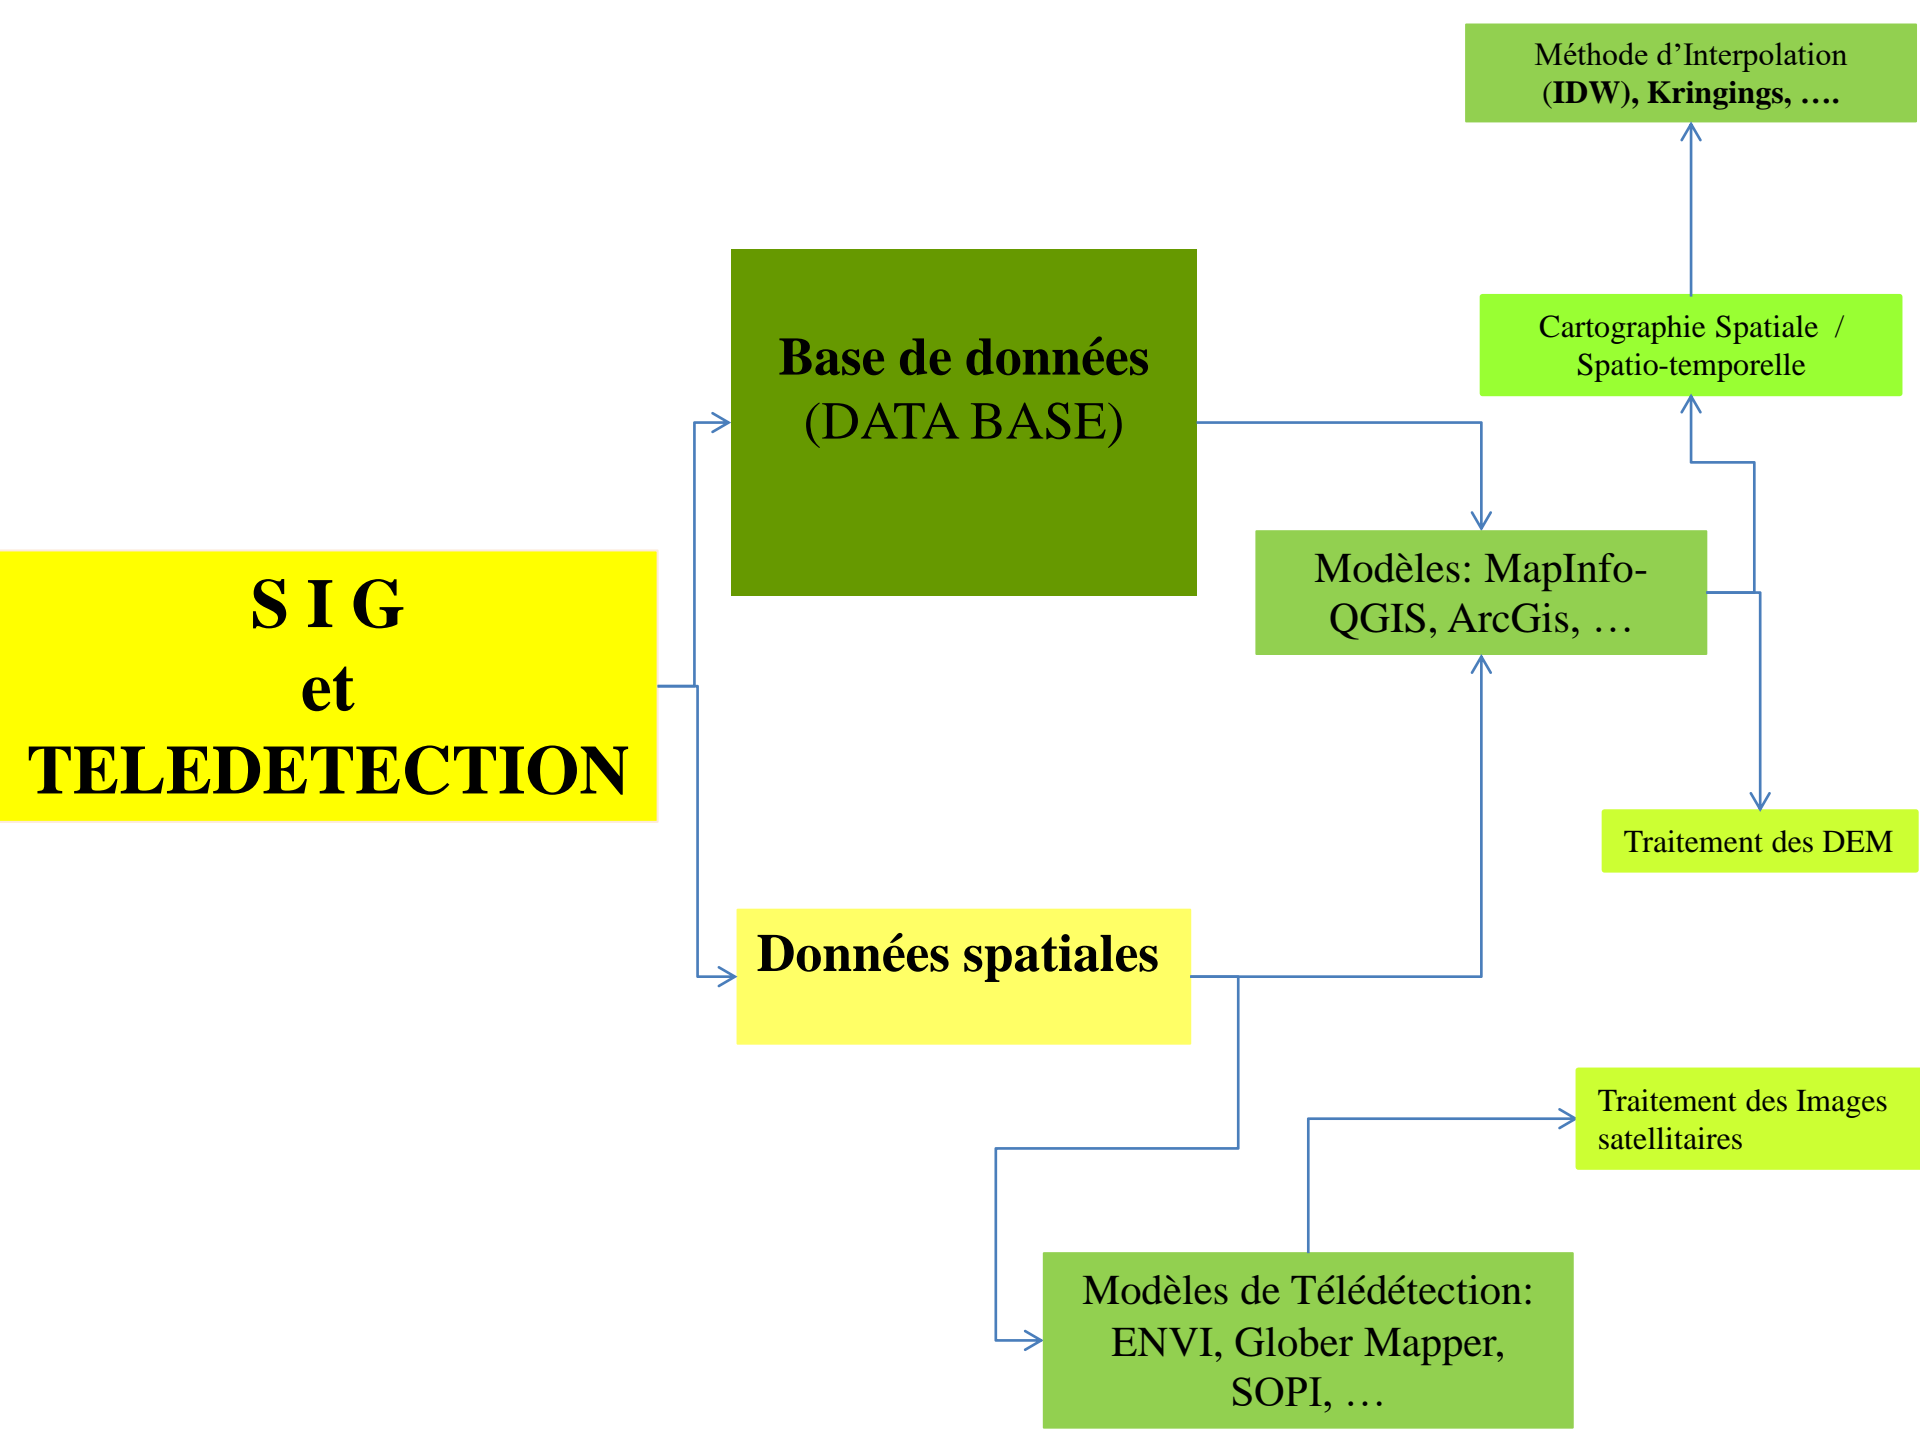 Méthode d’Interpolation
(IDW), Kringings, ….
Cartographie Spatiale /
Spatio-temporelle
Base de données
(DATA BASE)
Modèles: MapInfo-
QGIS, ArcGis, …
S I G
et
TELEDETECTION
Traitement des DEM
Données spatiales
Traitement des Images
satellitaires
Modèles de Télédétection:
ENVI, Glober Mapper,
SOPI, …